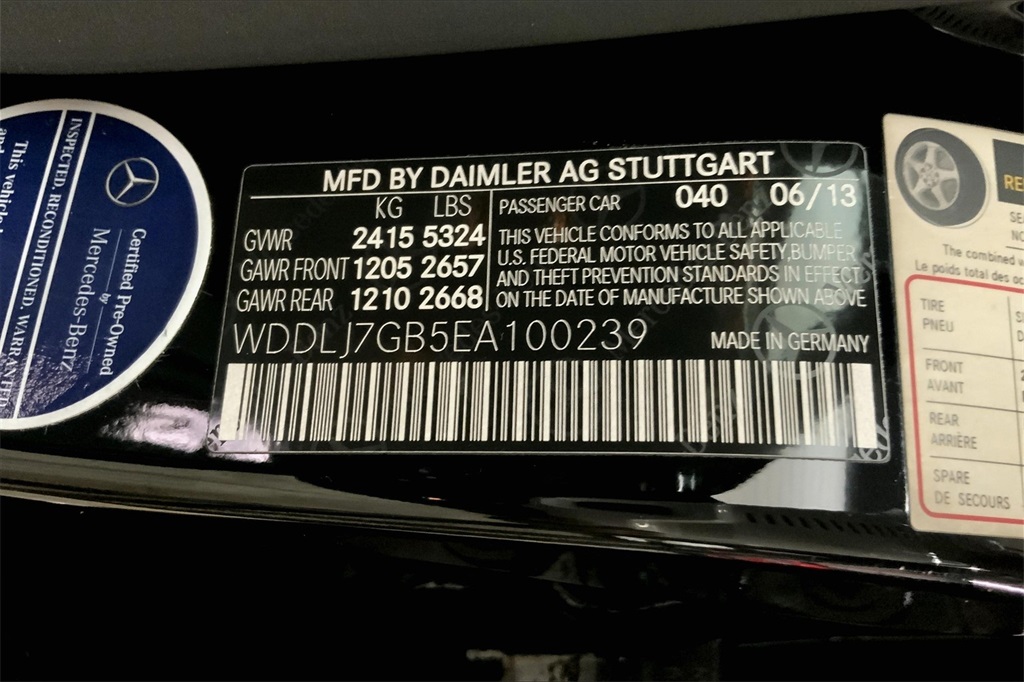 This vehicle
INSPECTED. RECONDITIONED. WARRANTED.
Certified Pre-Owned
by
Mercedes-Benz
MFD BY DAIMLER AG STUTTGART
KG LBS
GVWR 2415 5324
GAWR FRONT 1205 2657
GAWR REAR 1210 2668
PASSENGER CAR 040 06/13
THIS VEHICLE CONFORMS TO ALL APPLICABLE
U.S. FEDERAL MOTOR VEHICLE SAFETY, BUMPER
AND THEFT PREVENTION STANDARDS IN EFFECT
ON THE DATE OF MANUFACTURE SHOWN ABOVE
WDDLJ7GB5EA100239
MADE IN GERMANY
The combined
Le poids total des
TIRE
PNEU
FRONT
AVANT
REAR
ARRIÈRE
SPARE
DE SECOURS